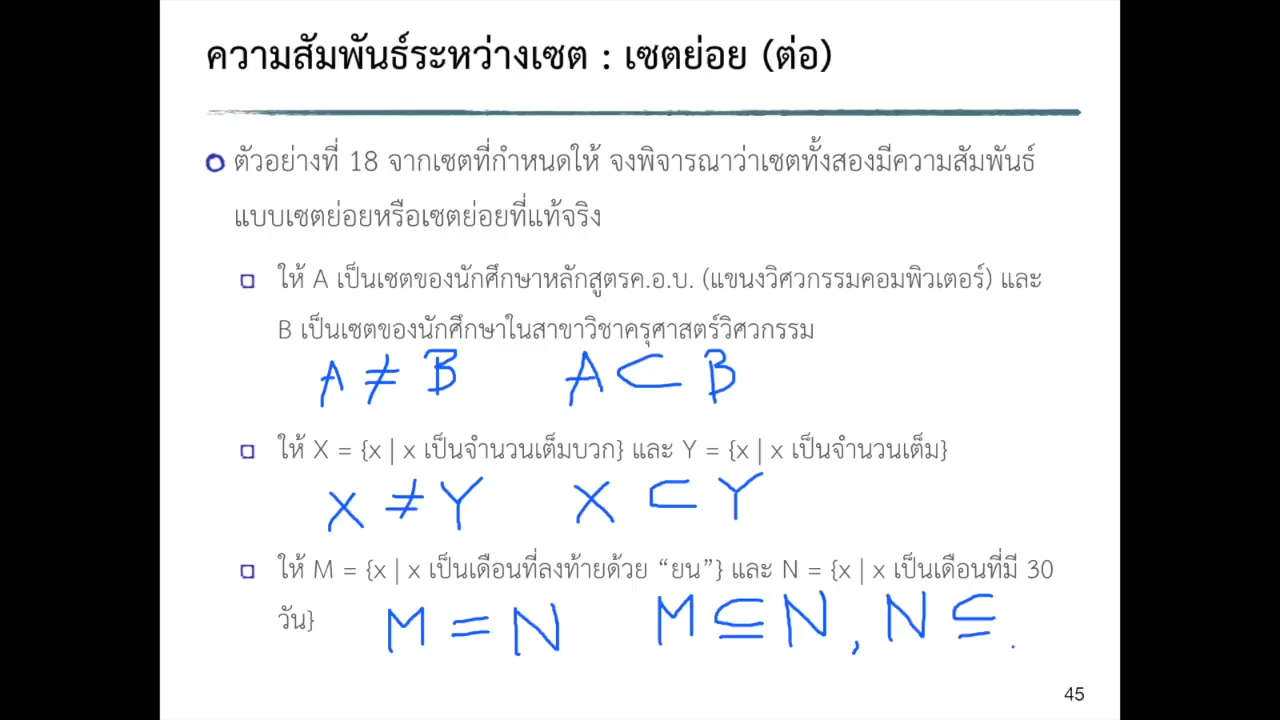 ความสัมพันธ์ระหว่างเซต : เซตย่อย (ต่อ)
ตัวอย่างที่ 18 จากเซตที่กำหนดให้ จงพิจารณาว่าเซตทั้งสองมีความสัมพันธ์
แบบเซตย่อยหรือเซตย่อยที่แท้จริง
ให้ A เป็นเซตของนักศึกษาหลักสูตรค.อ.บ. (แขนงวิศวกรรมคอมพิวเตอร์) และ
B เป็นเซตของนักศึกษาในสาขาวิชาครุศาสตร์วิศวกรรม
A ≠ B A ⊂ B
ให้ X = {x | x เป็นจำนวนเต็มบวก} และ Y = {x | x เป็นจำนวนเต็ม}
X ≠ Y X ⊂ Y
ให้ M = {x | x เป็นเดือนที่ลงท้ายด้วย “ยน”} และ N = {x | x เป็นเดือนที่มี 30
วัน} M = N M ⊆ N , N ⊆ .
45